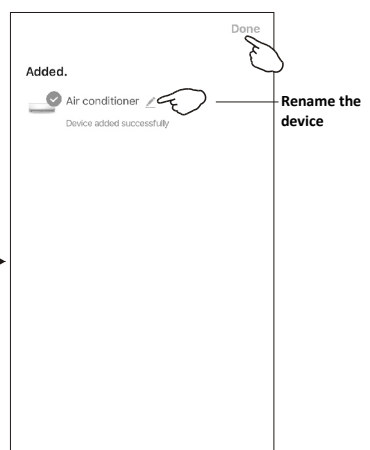 Done
Added.
Air conditioner
Device added successfully
Rename the
device